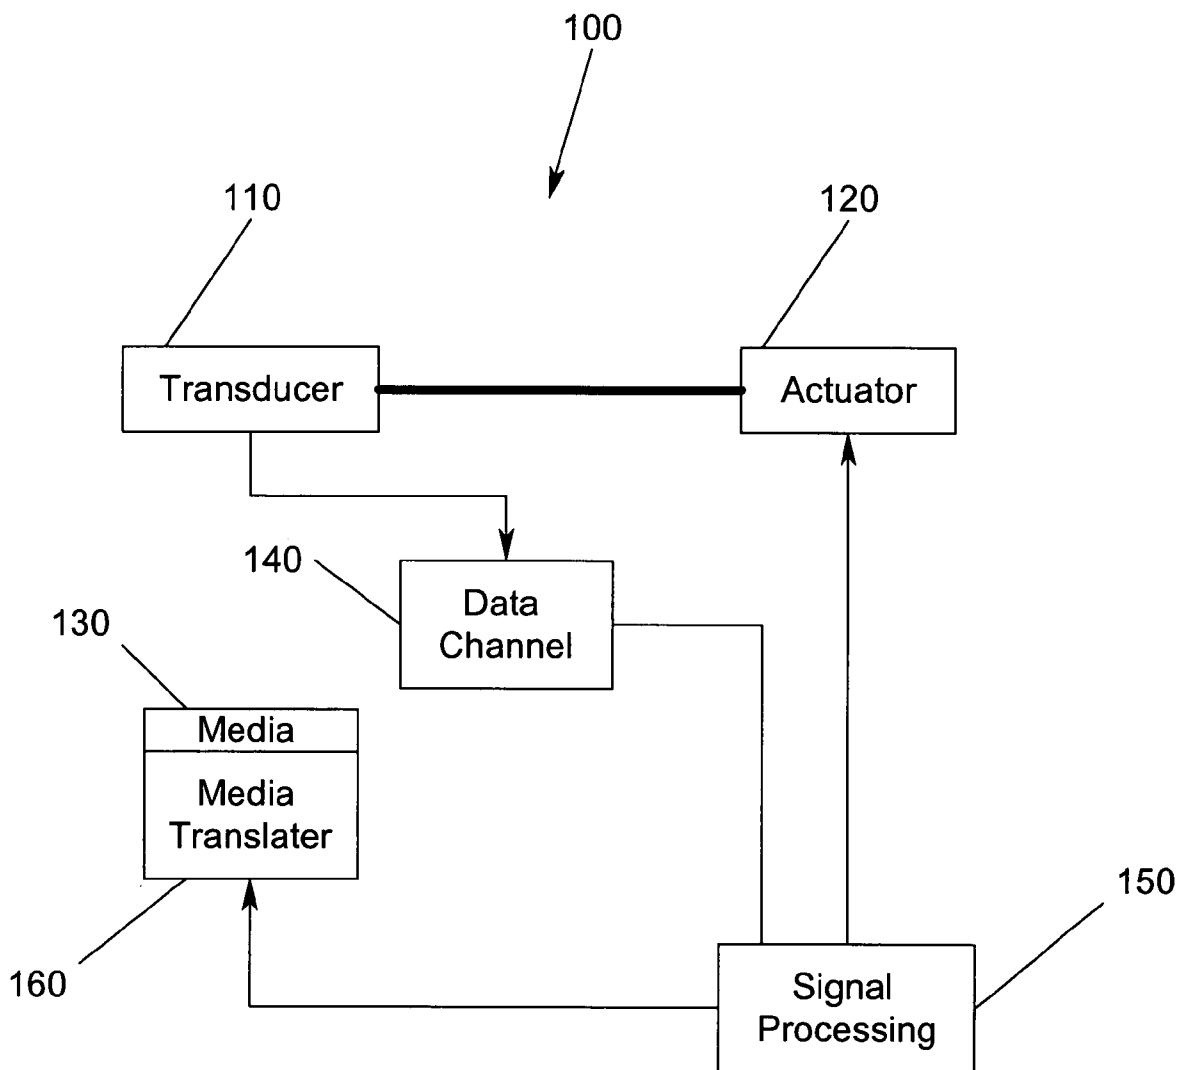 100
110
120
Transducer
Actuator
140
Data
Channel
130
Media
Media
Translater
160
150
Signal
Processing